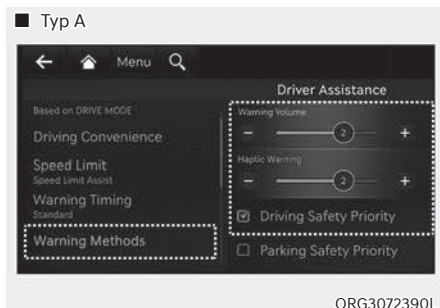 ■ Typ A
Menu
Driver Assistance
Based on DRIVE MODE
Driving Convenience
Speed Limit
Speed Limit Assist
Warning Timing
Standard
Warning Methods
Warning Volume
– 2 +
Haptic Warning
– 2 +
Driving Safety Priority
Parking Safety Priority
ORG3072390L